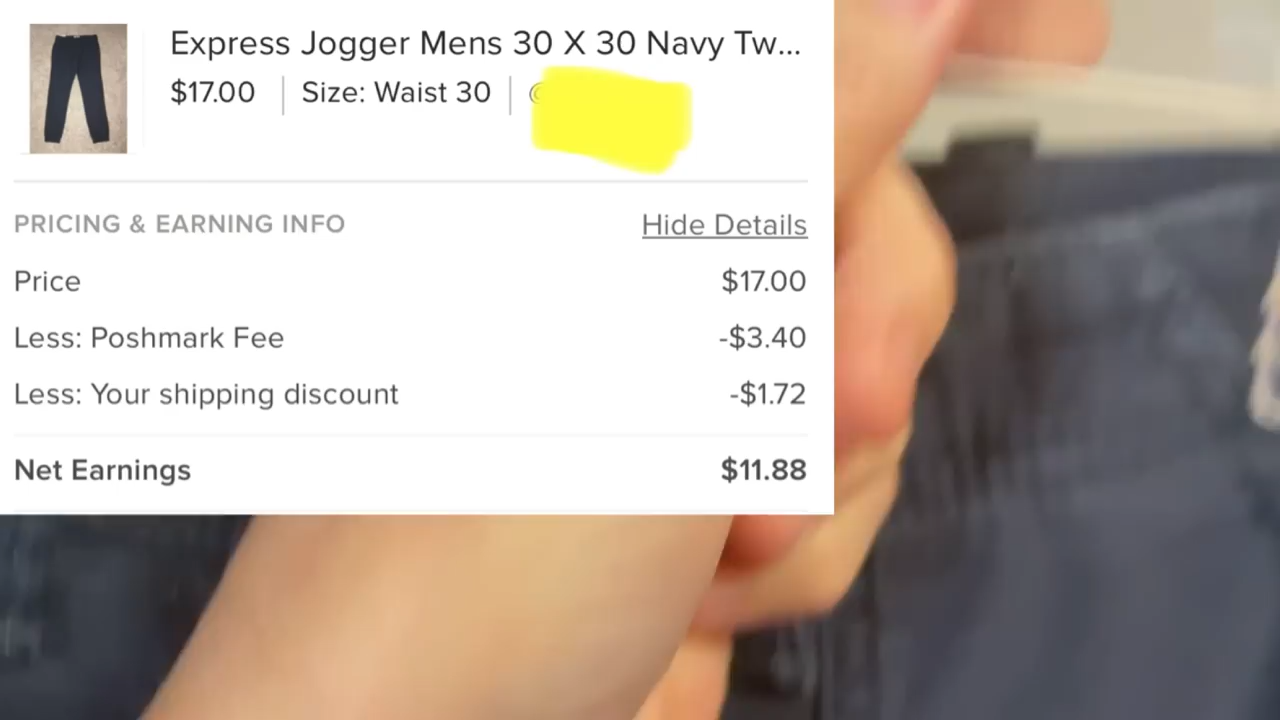 Express Jogger Mens 30 X 30 Navy Tw...
$17.00 | Size: Waist 30 | @
PRICING & EARNING INFO Hide Details
Price $17.00
Less: Poshmark Fee -$3.40
Less: Your shipping discount -$1.72
Net Earnings $11.88